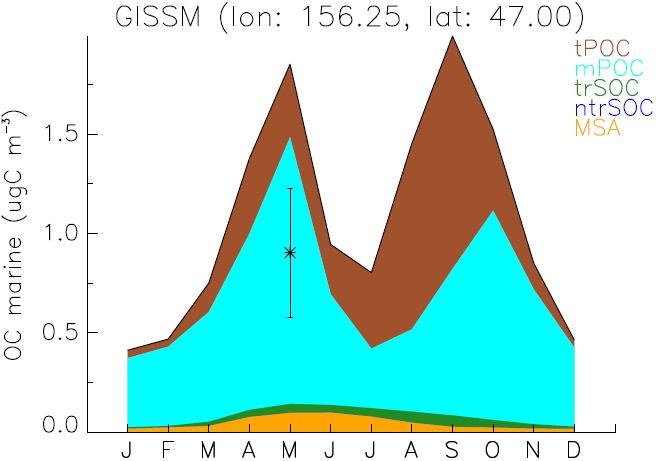 GISSM (lon: 156.25, lat: 47.00)
tPOC
mPOC
trSOC
ntrSOC
MSA
OC marine (ugC m⁻³)
1.5
1.0
0.5
0.0
J F M A M J J A S O N D